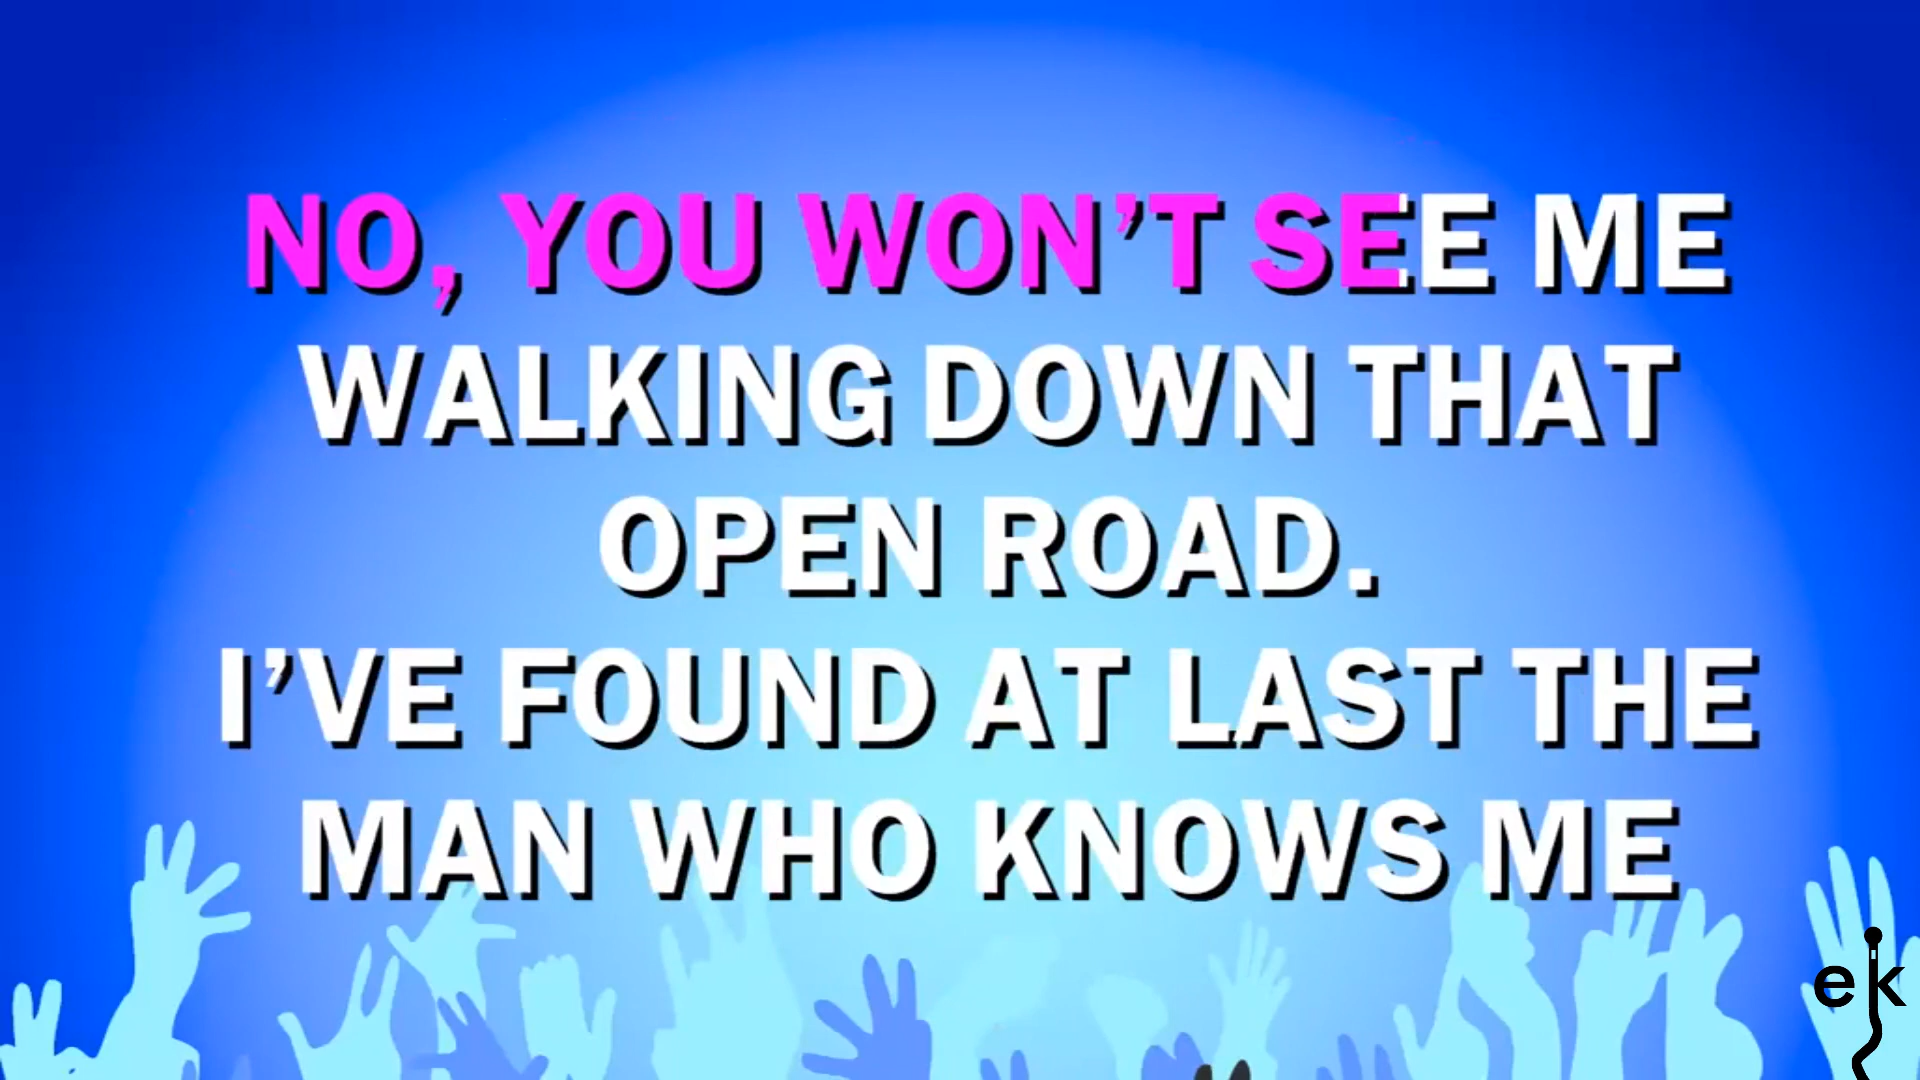 NO, YOU WON'T SEE ME
WALKING DOWN THAT
OPEN ROAD.
I'VE FOUND AT LAST THE
MAN WHO KNOWS ME
ek